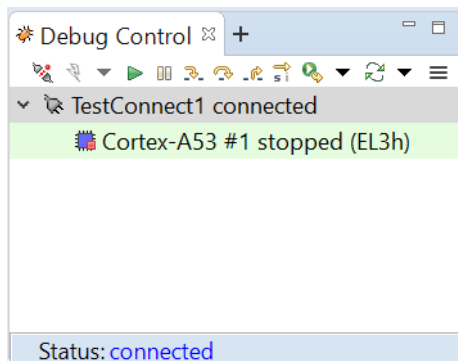 Debug Control
TestConnect1 connected
Cortex-A53 #1 stopped (EL3h)
Status: connected